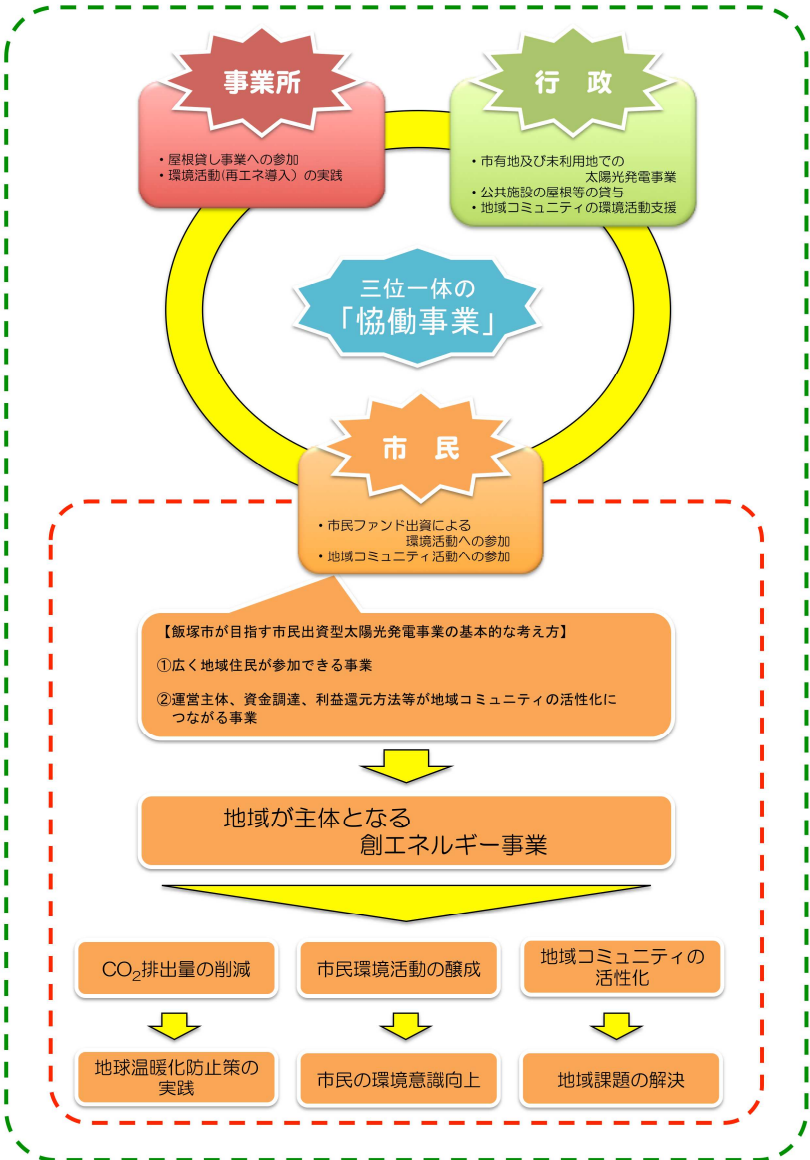 事業所
・屋根貸し事業への参加
・環境活動(再エネ導入）の実践
行　政
・市有地及び未利用地での
太陽光発電事業
・公共施設の屋根等の貸与
・地域コミュニティの環境活動支援
三位一体の
「恊働事業」
市　民
・市民ファンド出資による
環境活動への参加
・地域コミュニティ活動への参加
【飯塚市が目指す市民出資型太陽光発電事業の基本的な考え方】
①広く地域住民が参加できる事業
②運営主体、資金調達、利益還元方法等が地域コミュニティの活性化に
つながる事業
地域が主体となる
創エネルギー事業
CO₂排出量の削減
市民環境活動の醸成
地域コミュニティの
活性化
地球温暖化防止策の
実践
市民の環境意識向上
地域課題の解決